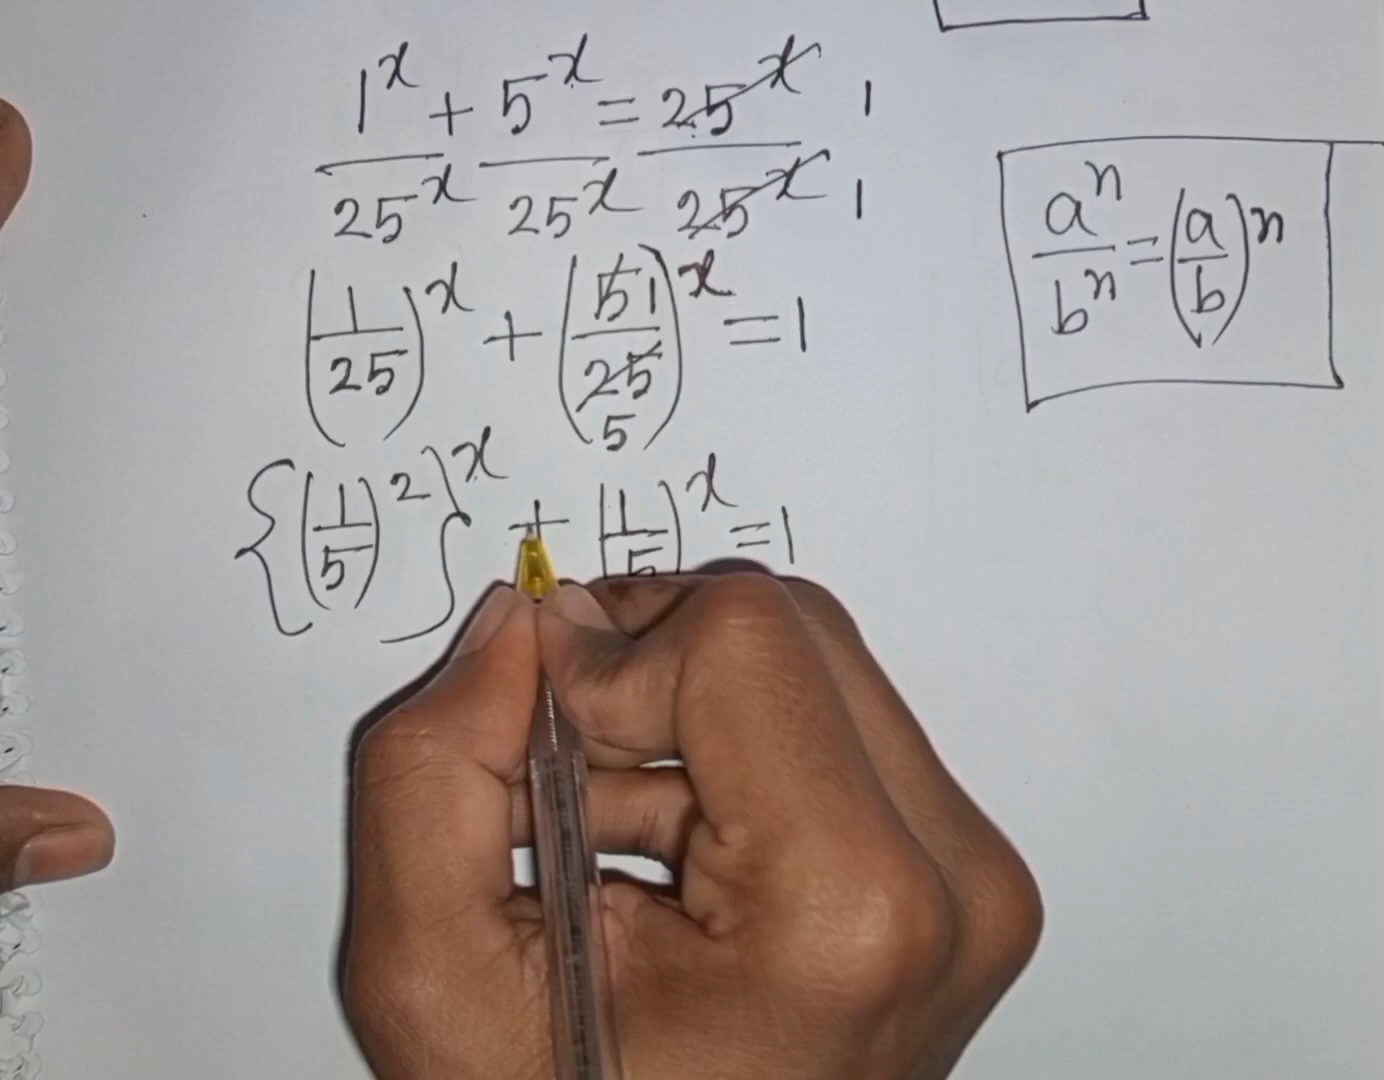 1^x + 5^x = 25^x 1
25^x 25^x 25^x 1
(1/25)^x + (5 1/25 5)^x = 1
{(1/5)^2}^x + (1/5)^x = 1
a^n/b^n = (a/b)^n